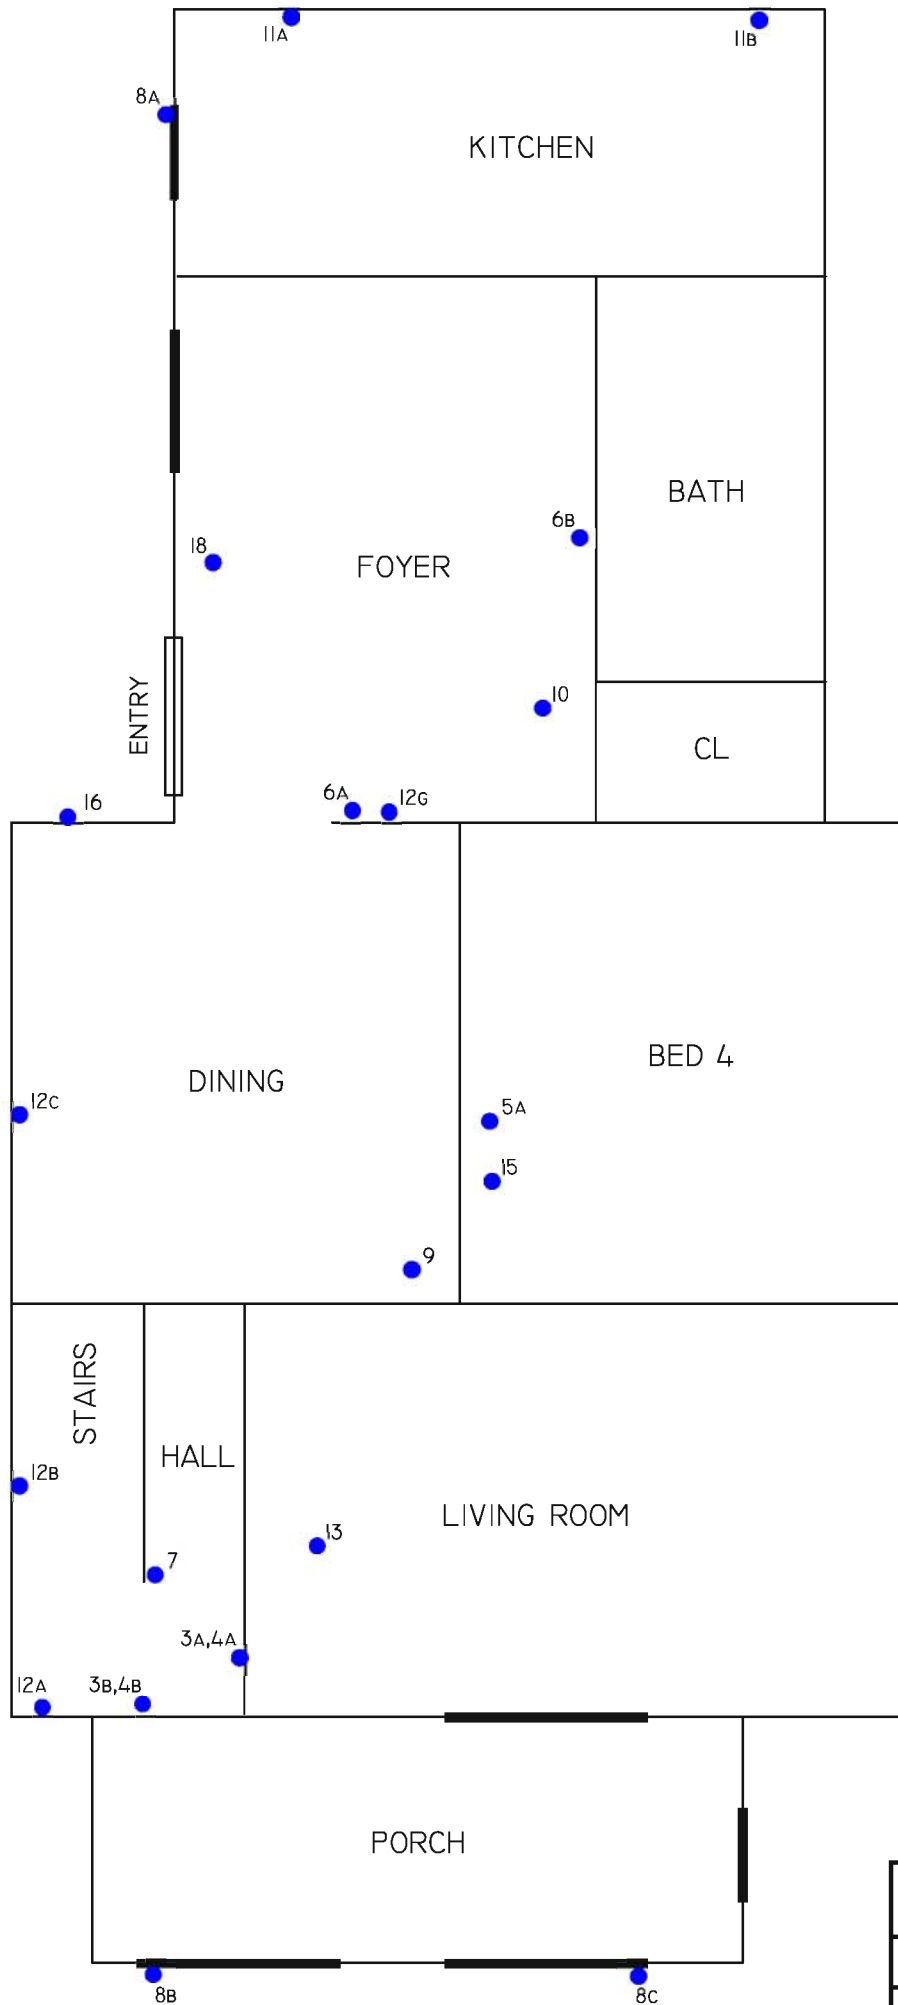 11A
11B
8A
KITCHEN
BATH
6B
18
FOYER
10
ENTRY
CL
6A
12G
16
BED 4
DINING
12C
5A
15
9
STAIRS
HALL
12B
LIVING ROOM
13
7
3A,4A
12A
3B,4B
PORCH
8B
8C